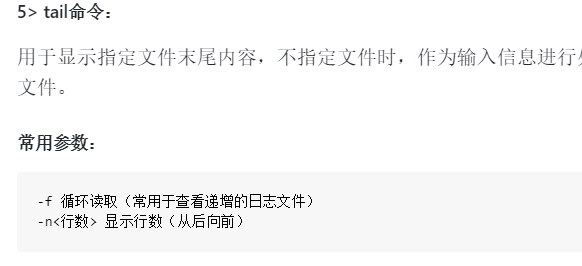 5> tail命令：
用于显示指定文件末尾内容，不指定文件时，作为输入信息进行
文件。
常用参数：
-f 循环读取（常用于查看递增的日志文件）
-n<行数> 显示行数（从后向前）